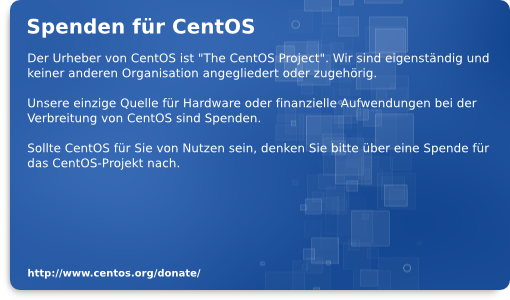 Spenden für CentOS
Der Urheber von CentOS ist "The CentOS Project". Wir sind eigenständig und
keiner anderen Organisation angegliedert oder zugehörig.
Unsere einzige Quelle für Hardware oder finanzielle Aufwendungen bei der
Verbreitung von CentOS sind Spenden.
Sollte CentOS für Sie von Nutzen sein, denken Sie bitte über eine Spende für
das CentOS-Projekt nach.
http://www.centos.org/donate/